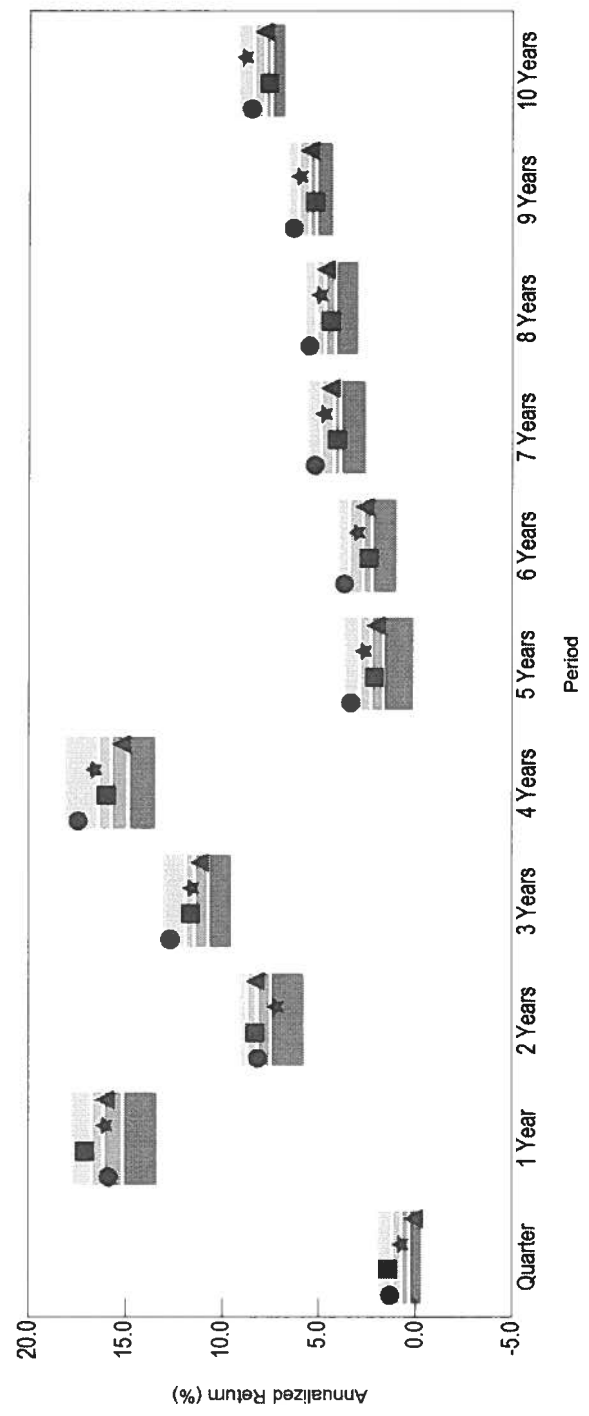 Annualized Return (%)
20.0
15.0
10.0
5.0
0.0
-5.0
Quarter
1 Year
2 Years
3 Years
4 Years
5 Years
6 Years
7 Years
8 Years
9 Years
10 Years
Period